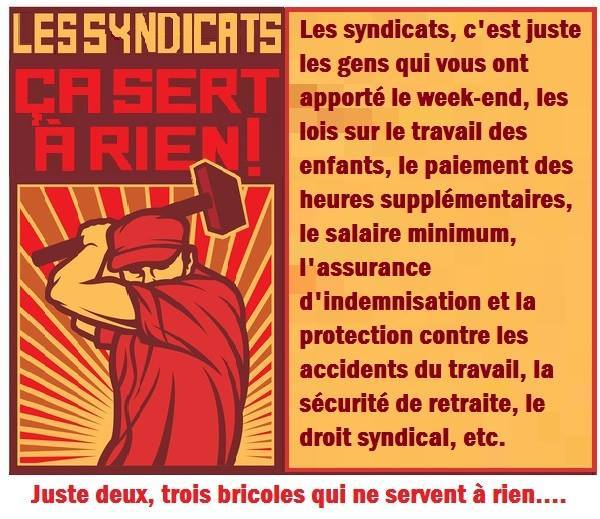 LES SYNDICATS
ÇA SERT
À RIEN!
Les syndicats, c'est juste
les gens qui vous ont
apporté le week-end, les
lois sur le travail des
enfants, le paiement des
heures supplémentaires,
le salaire minimum,
l'assurance
d'indemnisation et la
protection contre les
accidents du travail, la
sécurité de retraite, le
droit syndical, etc.
Juste deux, trois bricoles qui ne servent à rien....